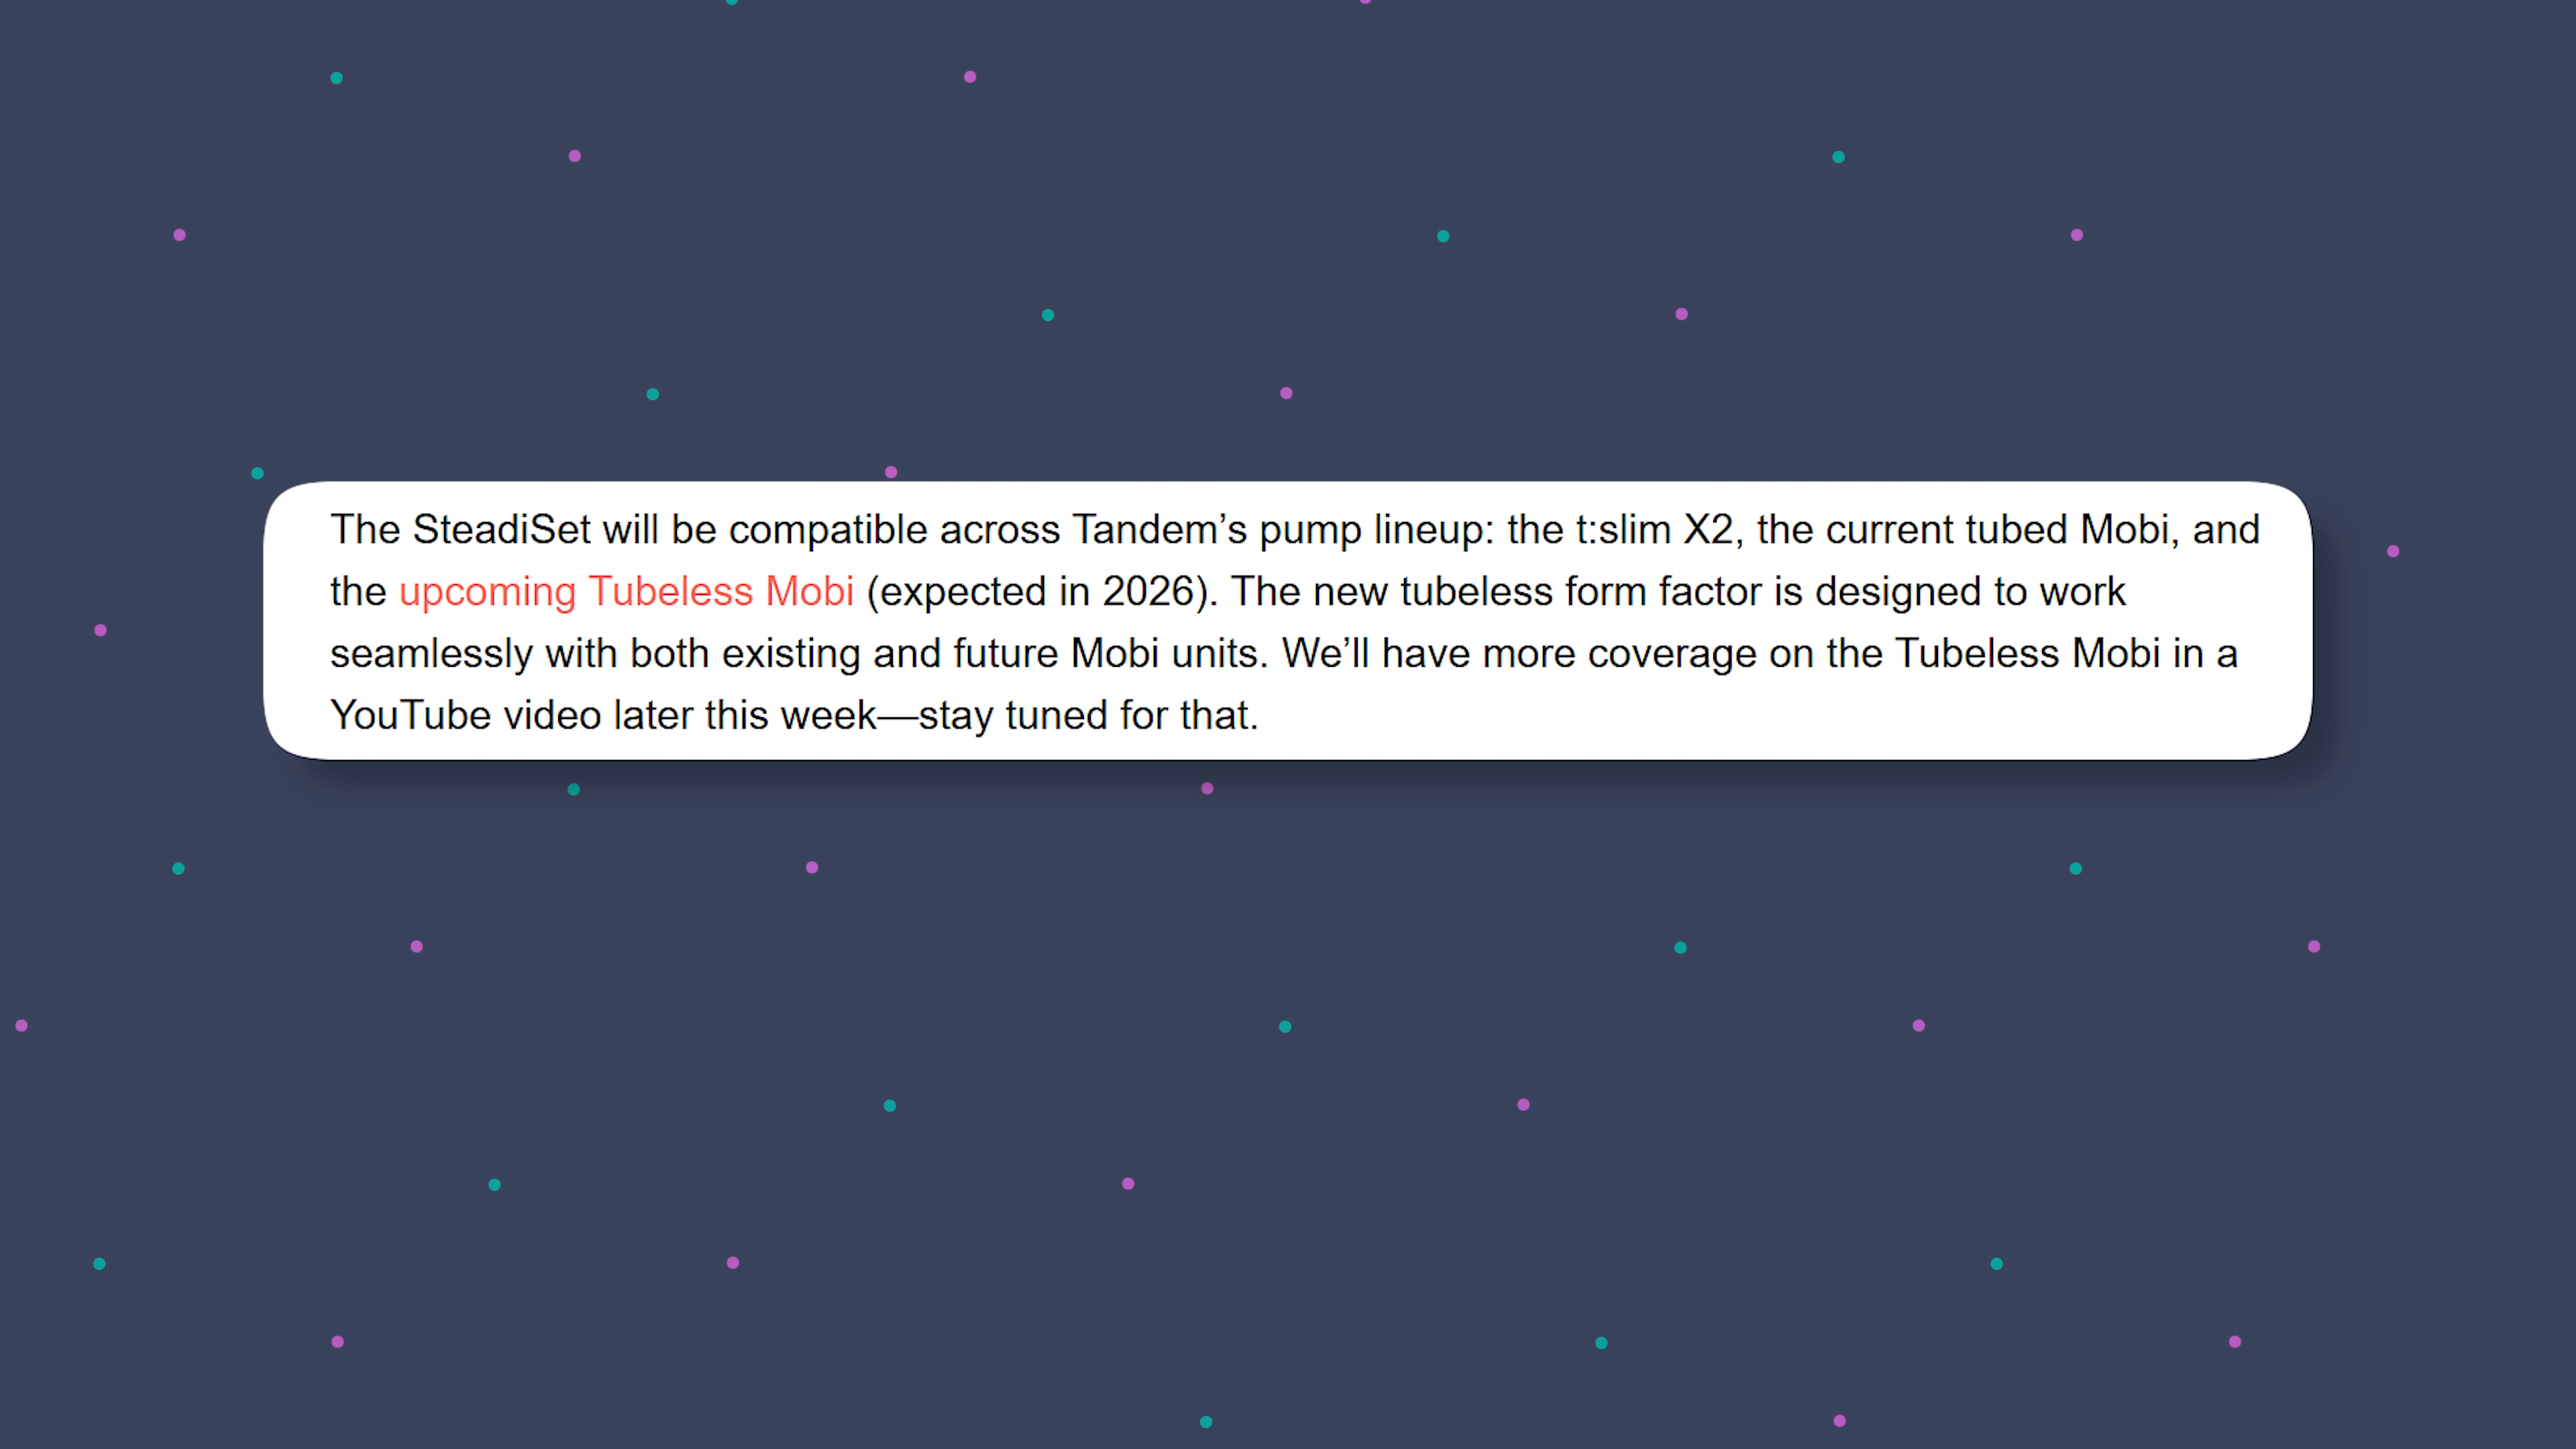 The SteadiSet will be compatible across Tandem’s pump lineup: the t:slim X2, the current tubed Mobi, and
the upcoming Tubeless Mobi (expected in 2026). The new tubeless form factor is designed to work
seamlessly with both existing and future Mobi units. We’ll have more coverage on the Tubeless Mobi in a
YouTube video later this week—stay tuned for that.